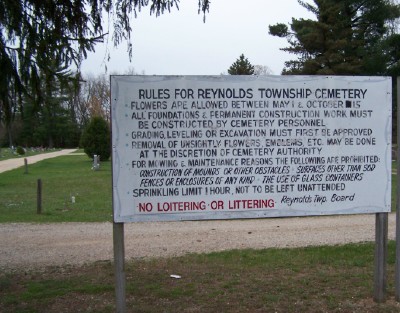 RULES FOR REYNOLDS TOWNSHIP CEMETERY
• FLOWERS ARE ALLOWED BETWEEN MAY 1 & OCTOBER 15
• ALL FOUNDATIONS & PERMANENT CONSTRUCTION WORK MUST
BE CONSTRUCTED BY CEMETERY PERSONNEL
• GRADING, LEVELING OR EXCAVATION MUST FIRST BE APPROVED
• REMOVAL OF UNSIGHTLY FLOWERS, EMBLEMS, ETC. MAY BE DONE
AT THE DISCRETION OF CEMETERY AUTHORITY
• FOR MOWING & MAINTENANCE REASONS THE FOLLOWING ARE PROHIBITED:
CONSTRUCTION OF MOUNDS OR OTHER OBSTACLES - SURFACES OTHER THAN SOD
FENCES OR ENCLOSURES OF ANY KIND - THE USE OF GLASS CONTAINERS
• SPRINKLING LIMIT 1 HOUR, NOT TO BE LEFT UNATTENDED
NO LOITERING OR LITTERING Reynolds Twp. Board